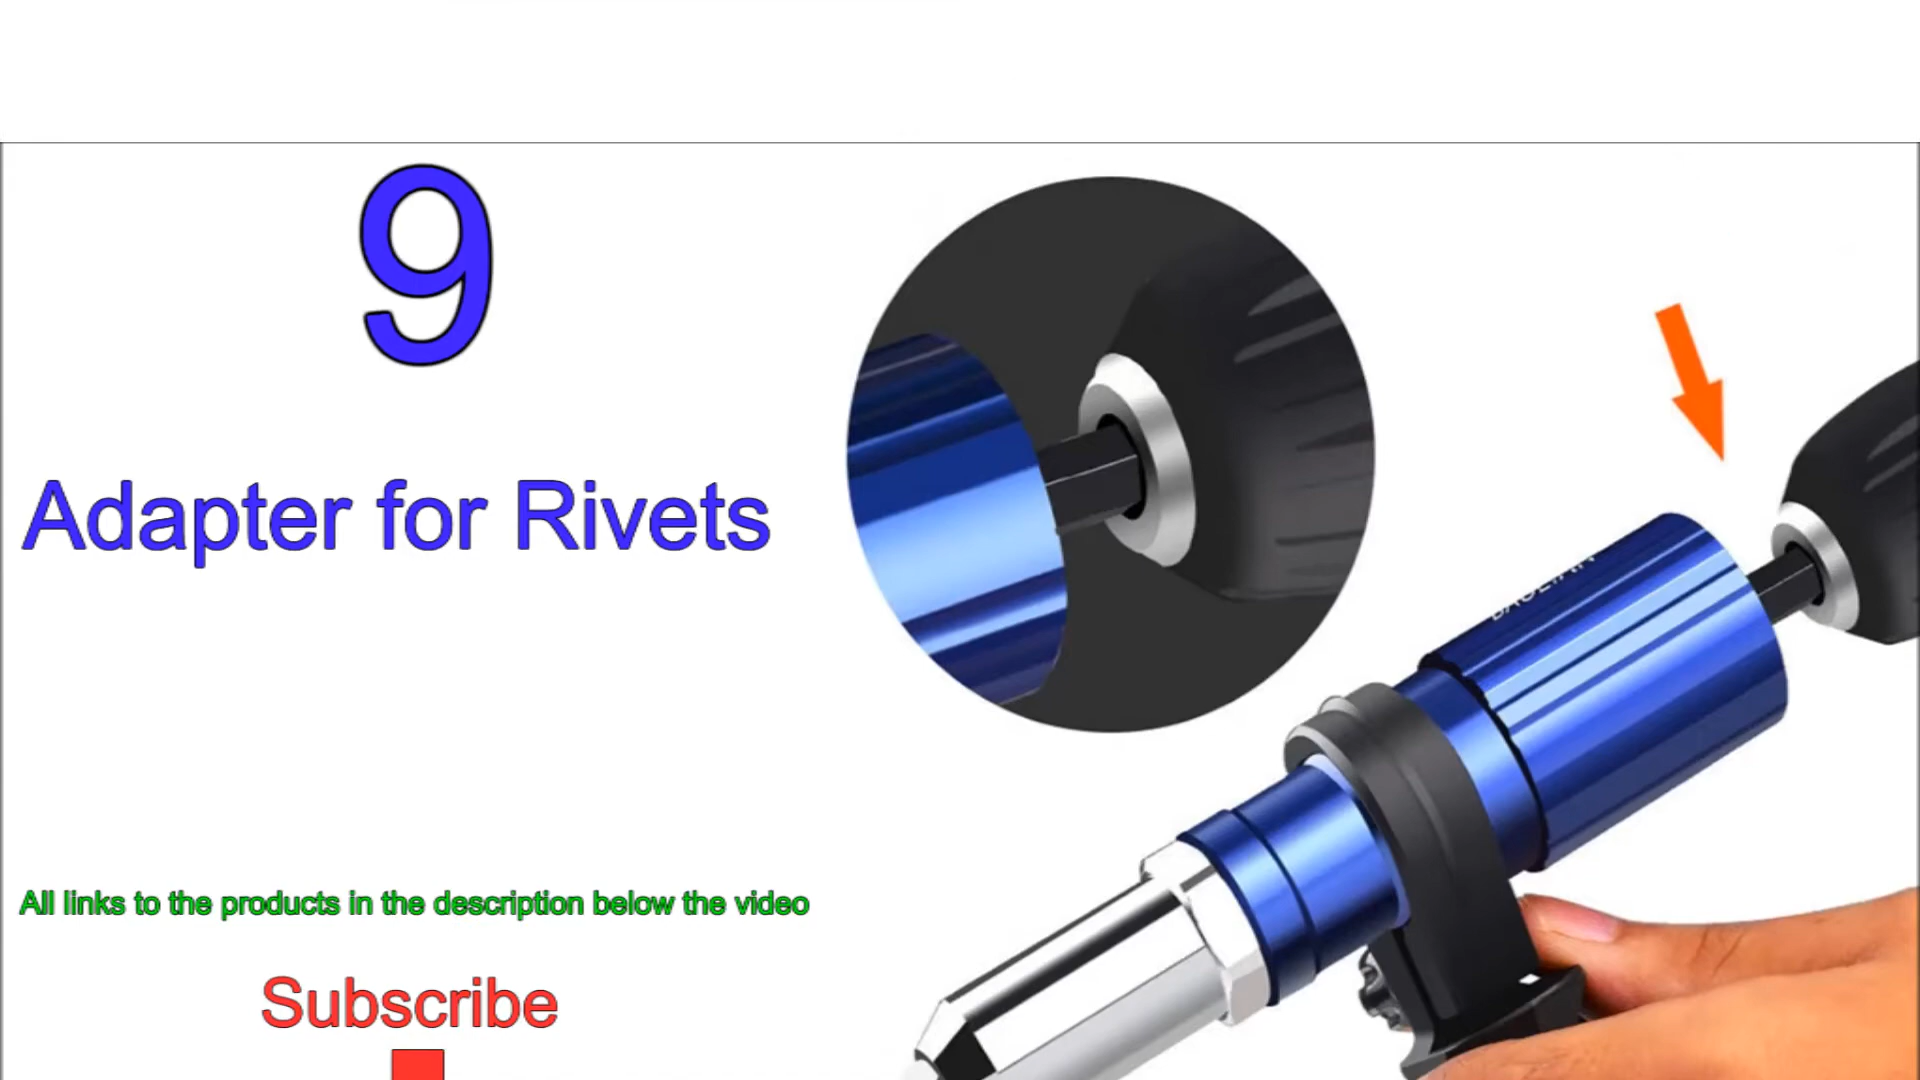 9
Adapter for Rivets
All links to the products in the description below the video
Subscribe